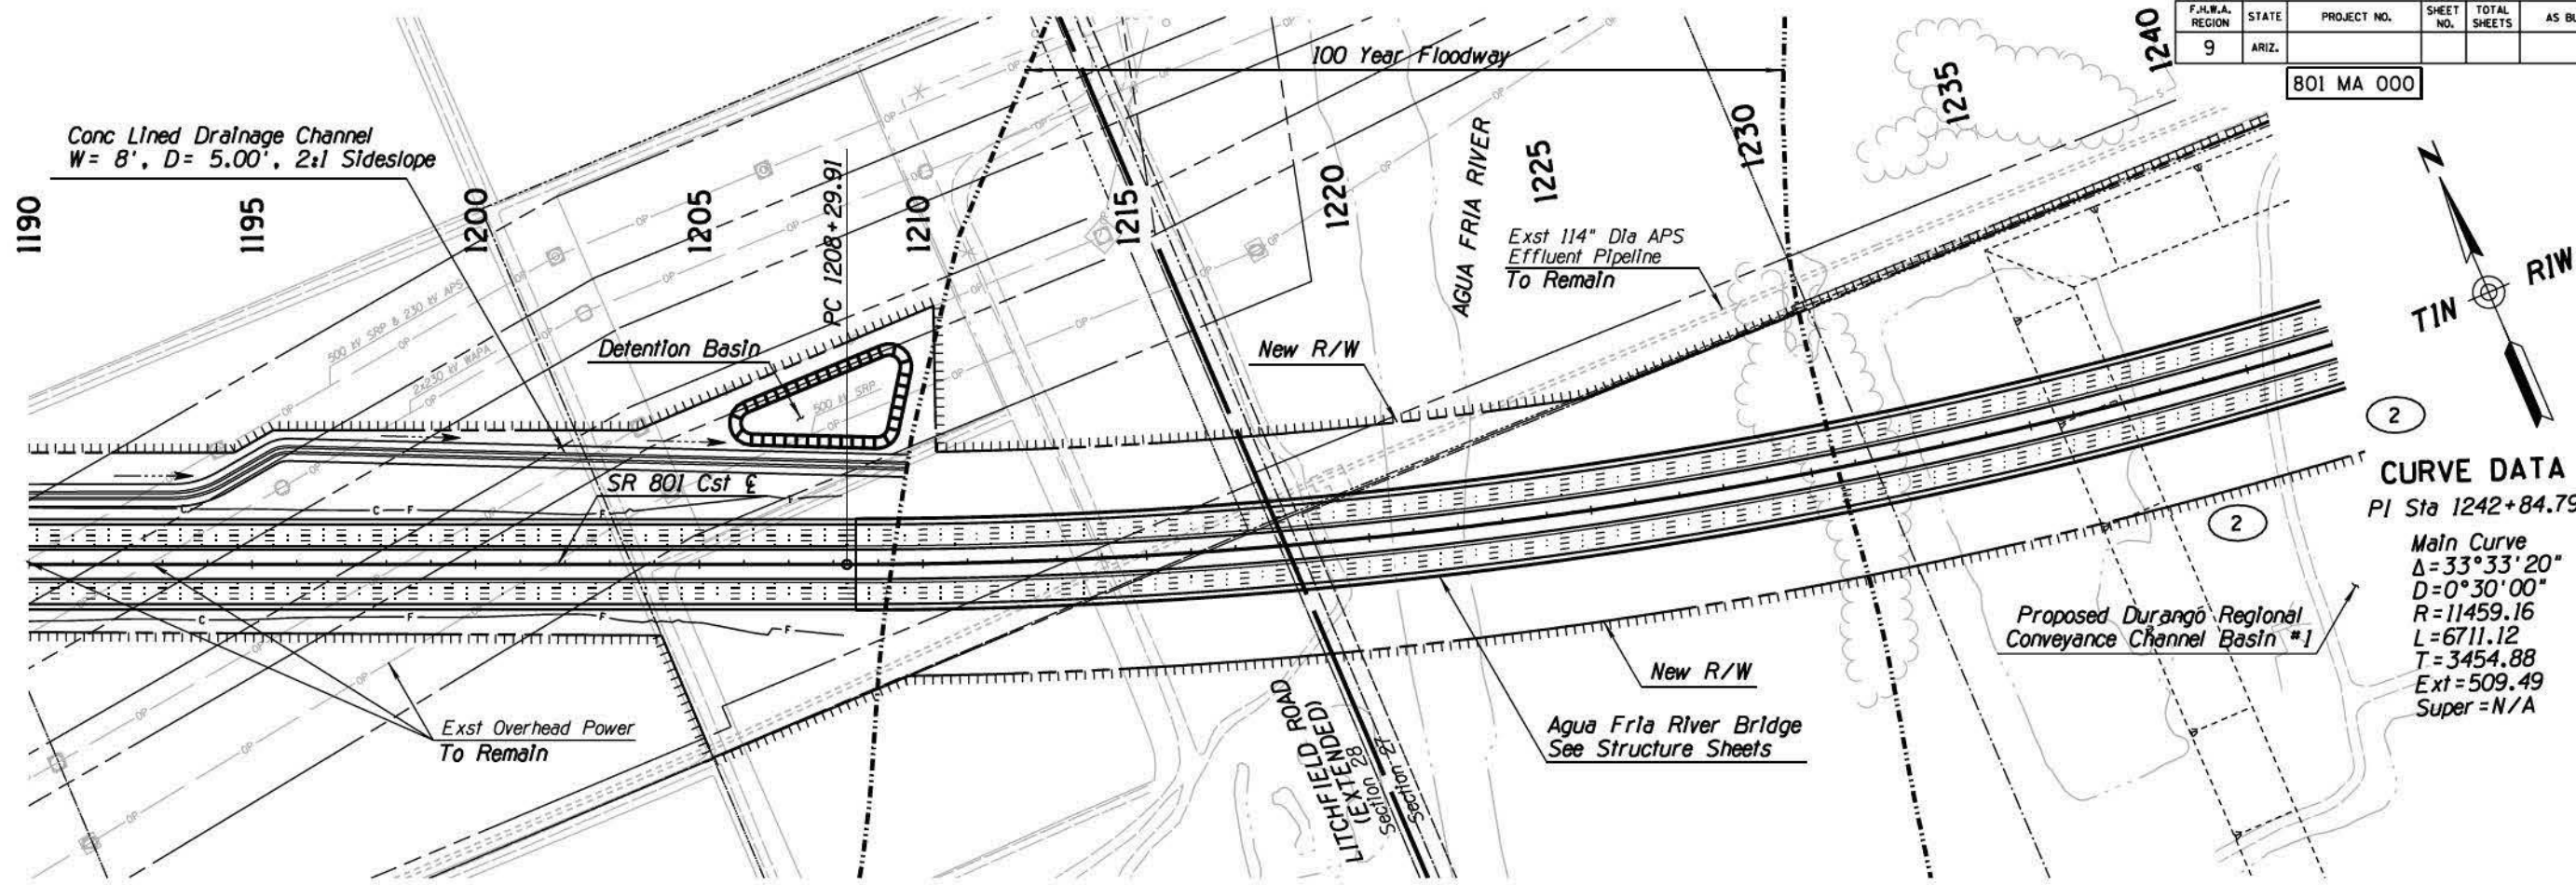 F.H.W.A.
REGION
STATE
PROJECT NO.
SHEET
NO.
TOTAL
SHEETS
AS BU
9
ARIZ.
801 MA 000
1240
1235
1230
1225
1220
1215
1210
1205
1200
1195
1190
100 Year Floodway
Conc Lined Drainage Channel
W= 8', D= 5.00', 2:1 Sideslope
PC 1208+29.91
AGUA FRIA RIVER
Exst 114" Dia APS
Effluent Pipeline
To Remain
N
R1W
T1N
500 kV SRP & 230 kV APS
2x230 kV WAPA
Detention Basin
500 kV SRP
New R/W
SR 801 Cst ℄
2
2
CURVE DATA
PI Sta 1242+84.79
Main Curve
Δ=33°33'20"
D=0°30'00"
R=11459.16
L=6711.12
T=3454.88
Ext=509.49
Super=N/A
Proposed Durango Regional
Conveyance Channel Basin #1
New R/W
Agua Fria River Bridge
See Structure Sheets
Exst Overhead Power
To Remain
LITCHFIELD ROAD
(EXTENDED)
Section 28
Section 27